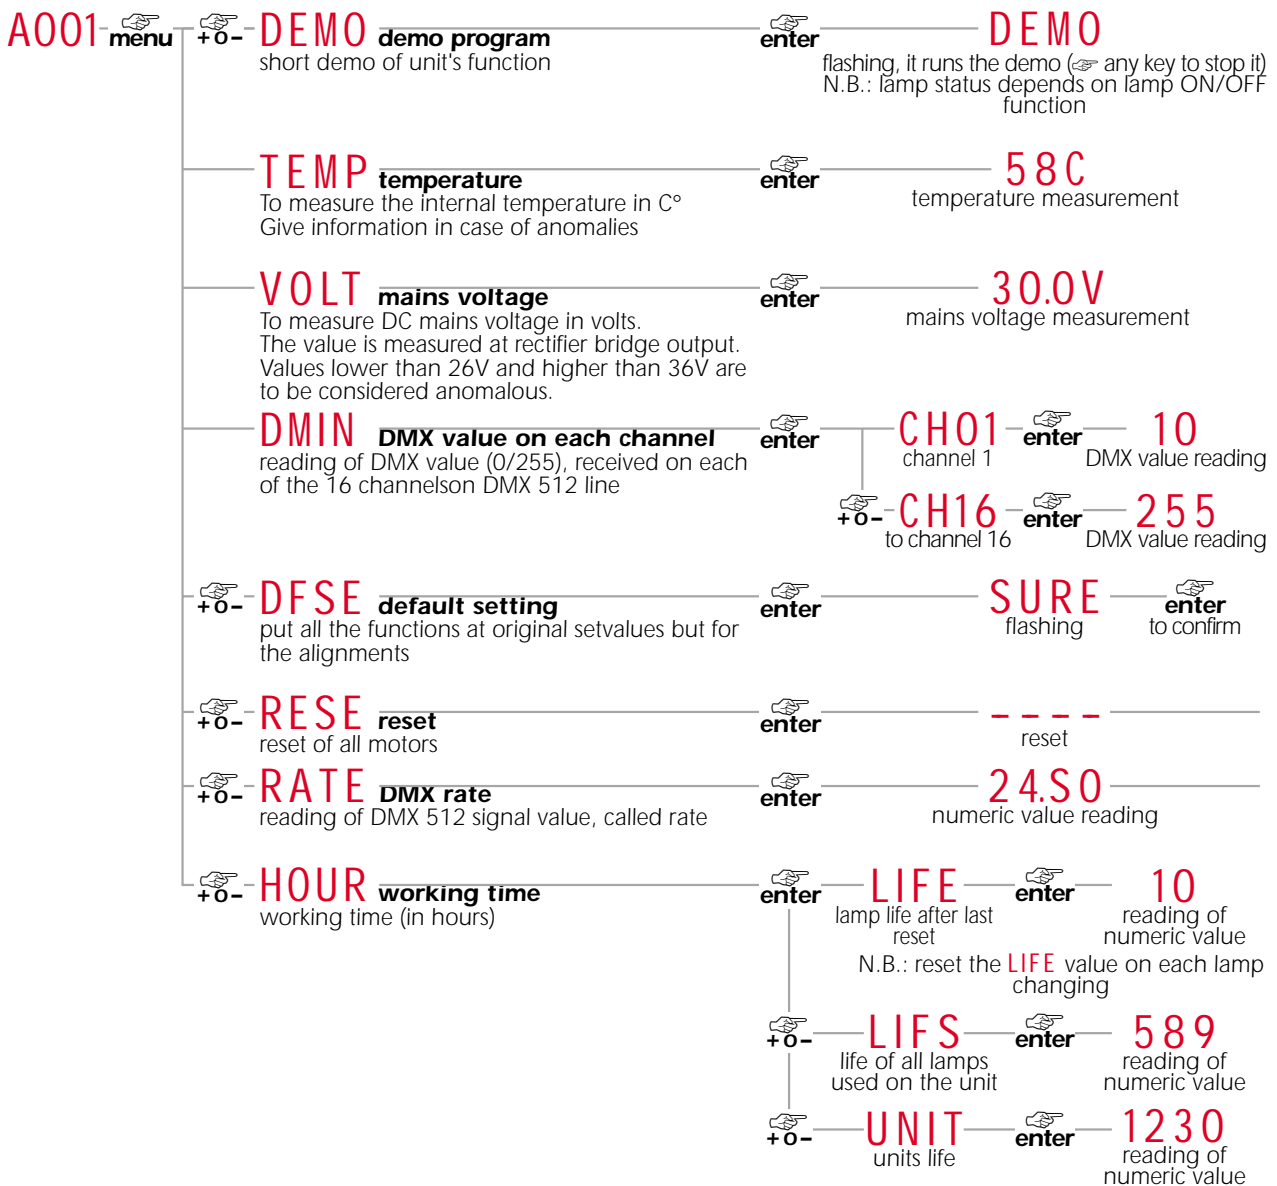 A001 menu +o- DEMO demo program enter DEMO
short demo of unit's function
flashing, it runs the demo (☞ any key to stop it)
N.B.: lamp status depends on lamp ON/OFF
function
TEMP temperature enter 58C
To measure the internal temperature in C°
Give information in case of anomalies
temperature measurement
VOLT mains voltage enter 30.0V
To measure DC mains voltage in volts.
The value is measured at rectifier bridge output.
Values lower than 26V and higher than 36V are
to be considered anomalous.
mains voltage measurement
DMIN DMX value on each channel enter CH01 enter 10
reading of DMX value (0/255), received on each
of the 16 channelson DMX 512 line
channel 1 DMX value reading
+o- CH16 enter 255
to channel 16 DMX value reading
+o- DFSE default setting enter SURE enter
put all the functions at original setvalues but for
the alignments
flashing to confirm
+o- RESE reset enter _ _ _ _
reset of all motors
reset
+o- RATE DMX rate enter 24.S0
reading of DMX 512 signal value, called rate
numeric value reading
+o- HOUR working time enter LIFE enter 10
working time (in hours)
lamp life after last
reset
reading of
numeric value
N.B.: reset the LIFE value on each lamp
changing
+o- LIFS enter 589
life of all lamps
used on the unit
reading of
numeric value
+o- UNIT enter 1230
units life
reading of
numeric value